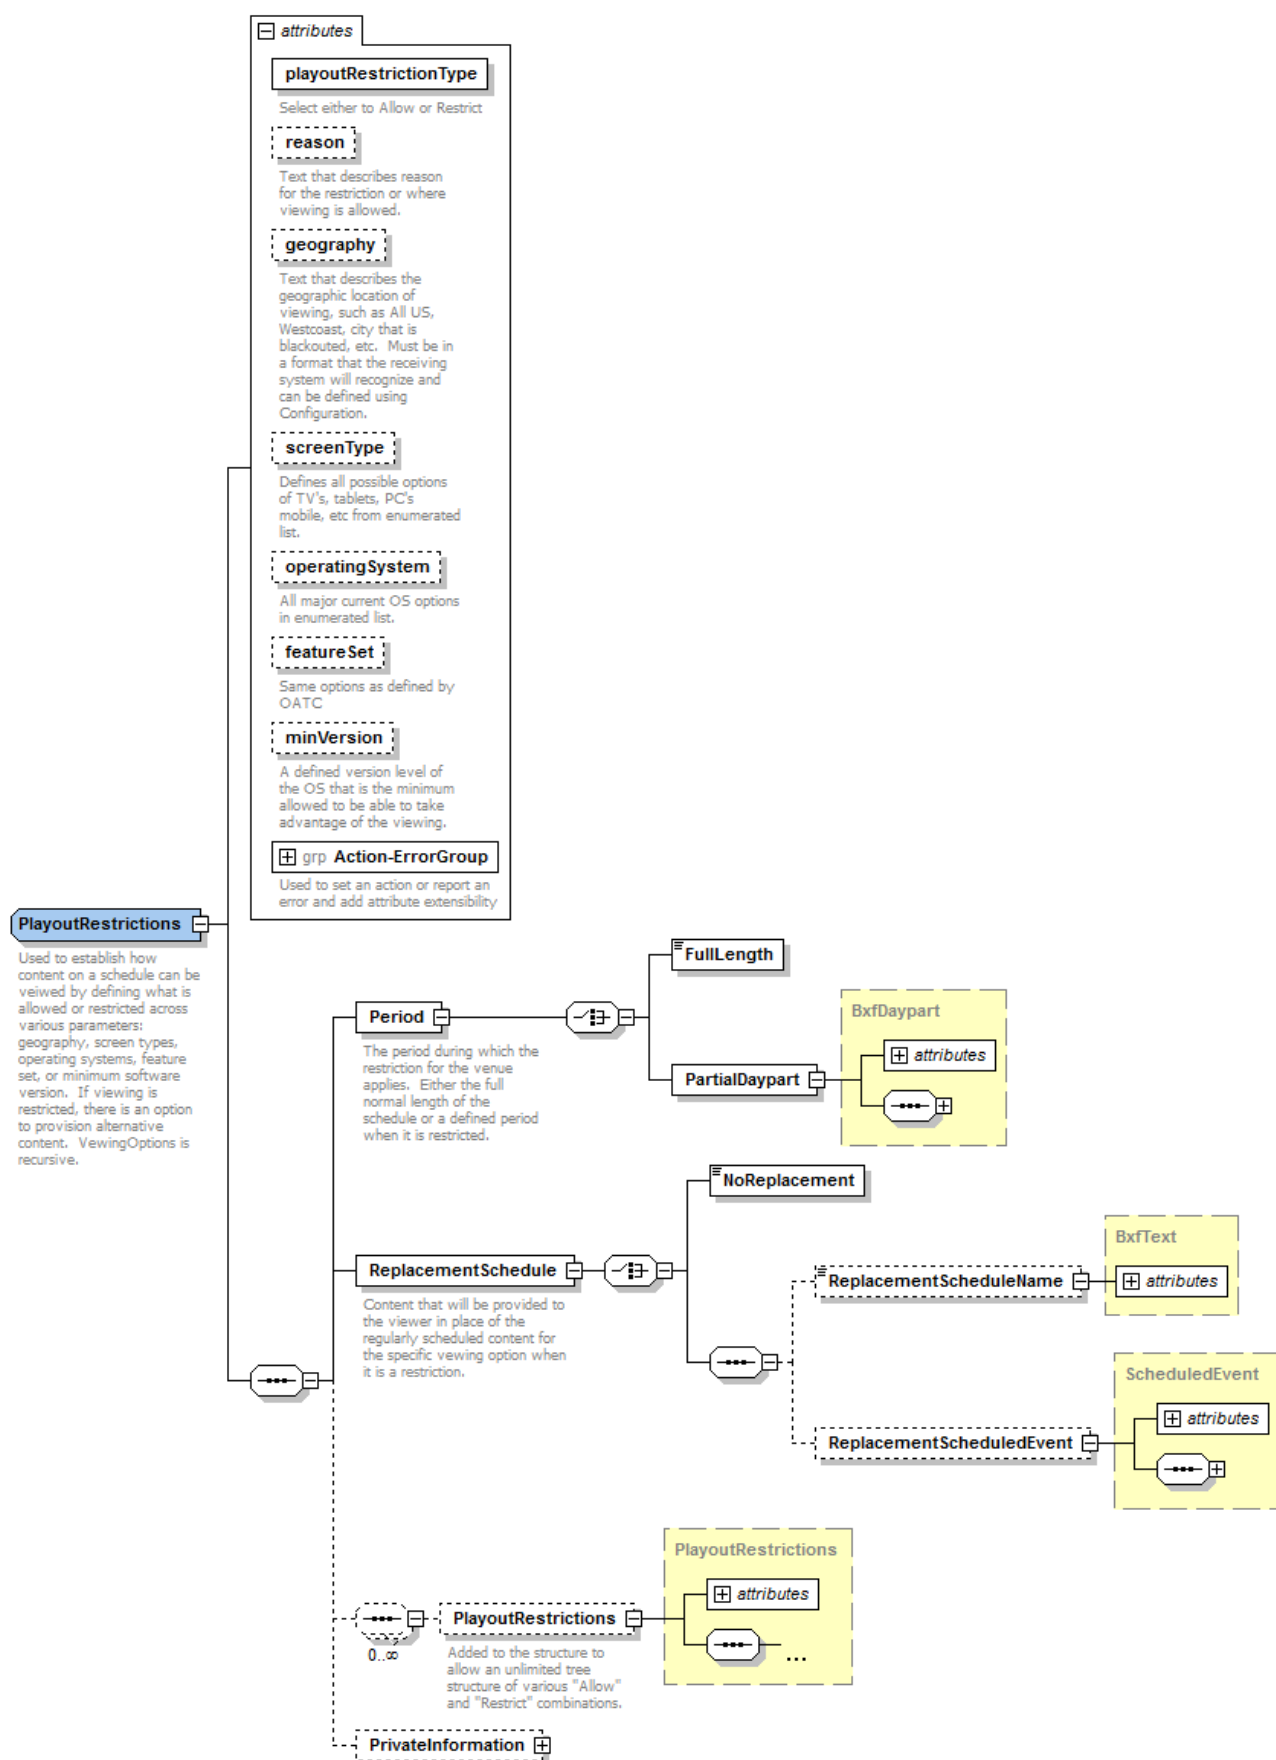 attributes
playoutRestrictionType
Select either to Allow or Restrict
reason
Text that describes reason
for the restriction or where
viewing is allowed.
geography
Text that describes the
geographic location of
viewing, such as All US,
Westcoast, city that is
blackouted, etc.  Must be in
a format that the receiving
system will recognize and
can be defined using
Configuration.
screenType
Defines all possible options
of TV's, tablets, PC's
mobile, etc from enumerated
list.
operatingSystem
All major current OS options
in enumerated list.
featureSet
Same options as defined by
OATC
minVersion
A defined version level of
the OS that is the minimum
allowed to be able to take
advantage of the viewing.
grp Action-ErrorGroup
Used to set an action or report an
error and add attribute extensibility
PlayoutRestrictions
Used to establish how
content on a schedule can be
veiwed by defining what is
allowed or restricted across
various parameters:
geography, screen types,
operating systems, feature
set, or minimum software
version.  If viewing is
restricted, there is an option
to provision alternative
content.  VewingOptions is
recursive.
Period
The period during which the
restriction for the venue
applies.  Either the full
normal length of the
schedule or a defined period
when it is restricted.
FullLength
PartialDaypart
BxfDaypart
attributes
ReplacementSchedule
Content that will be provided to
the viewer in place of the
regularly scheduled content for
the specific vewing option when
it is a restriction.
NoReplacement
ReplacementScheduleName
BxfText
attributes
ReplacementScheduledEvent
ScheduledEvent
attributes
0..∞
PlayoutRestrictions
Added to the structure to
allow an unlimited tree
structure of various "Allow"
and "Restrict" combinations.
PlayoutRestrictions
attributes
...
PrivateInformation